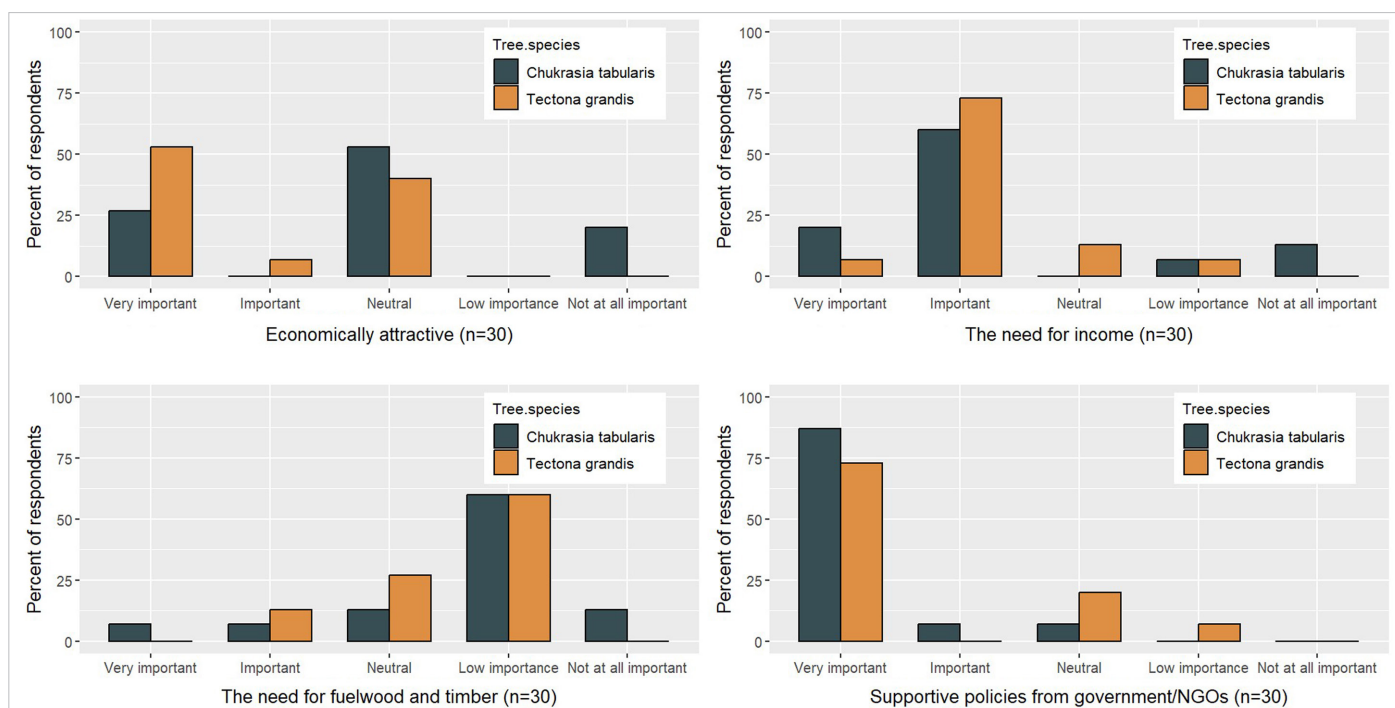 Percent of respondents
100
75
50
25
0
Tree.species
Chukrasia tabularis
Tectona grandis
Very important Important Neutral Low importance Not at all important
Economically attractive (n=30)
Percent of respondents
100
75
50
25
0
Tree.species
Chukrasia tabularis
Tectona grandis
Very important Important Neutral Low importance Not at all important
The need for income (n=30)
Percent of respondents
100
75
50
25
0
Tree.species
Chukrasia tabularis
Tectona grandis
Very important Important Neutral Low importance Not at all important
The need for fuelwood and timber (n=30)
Percent of respondents
100
75
50
25
0
Tree.species
Chukrasia tabularis
Tectona grandis
Very important Important Neutral Low importance Not at all important
Supportive policies from government/NGOs (n=30)